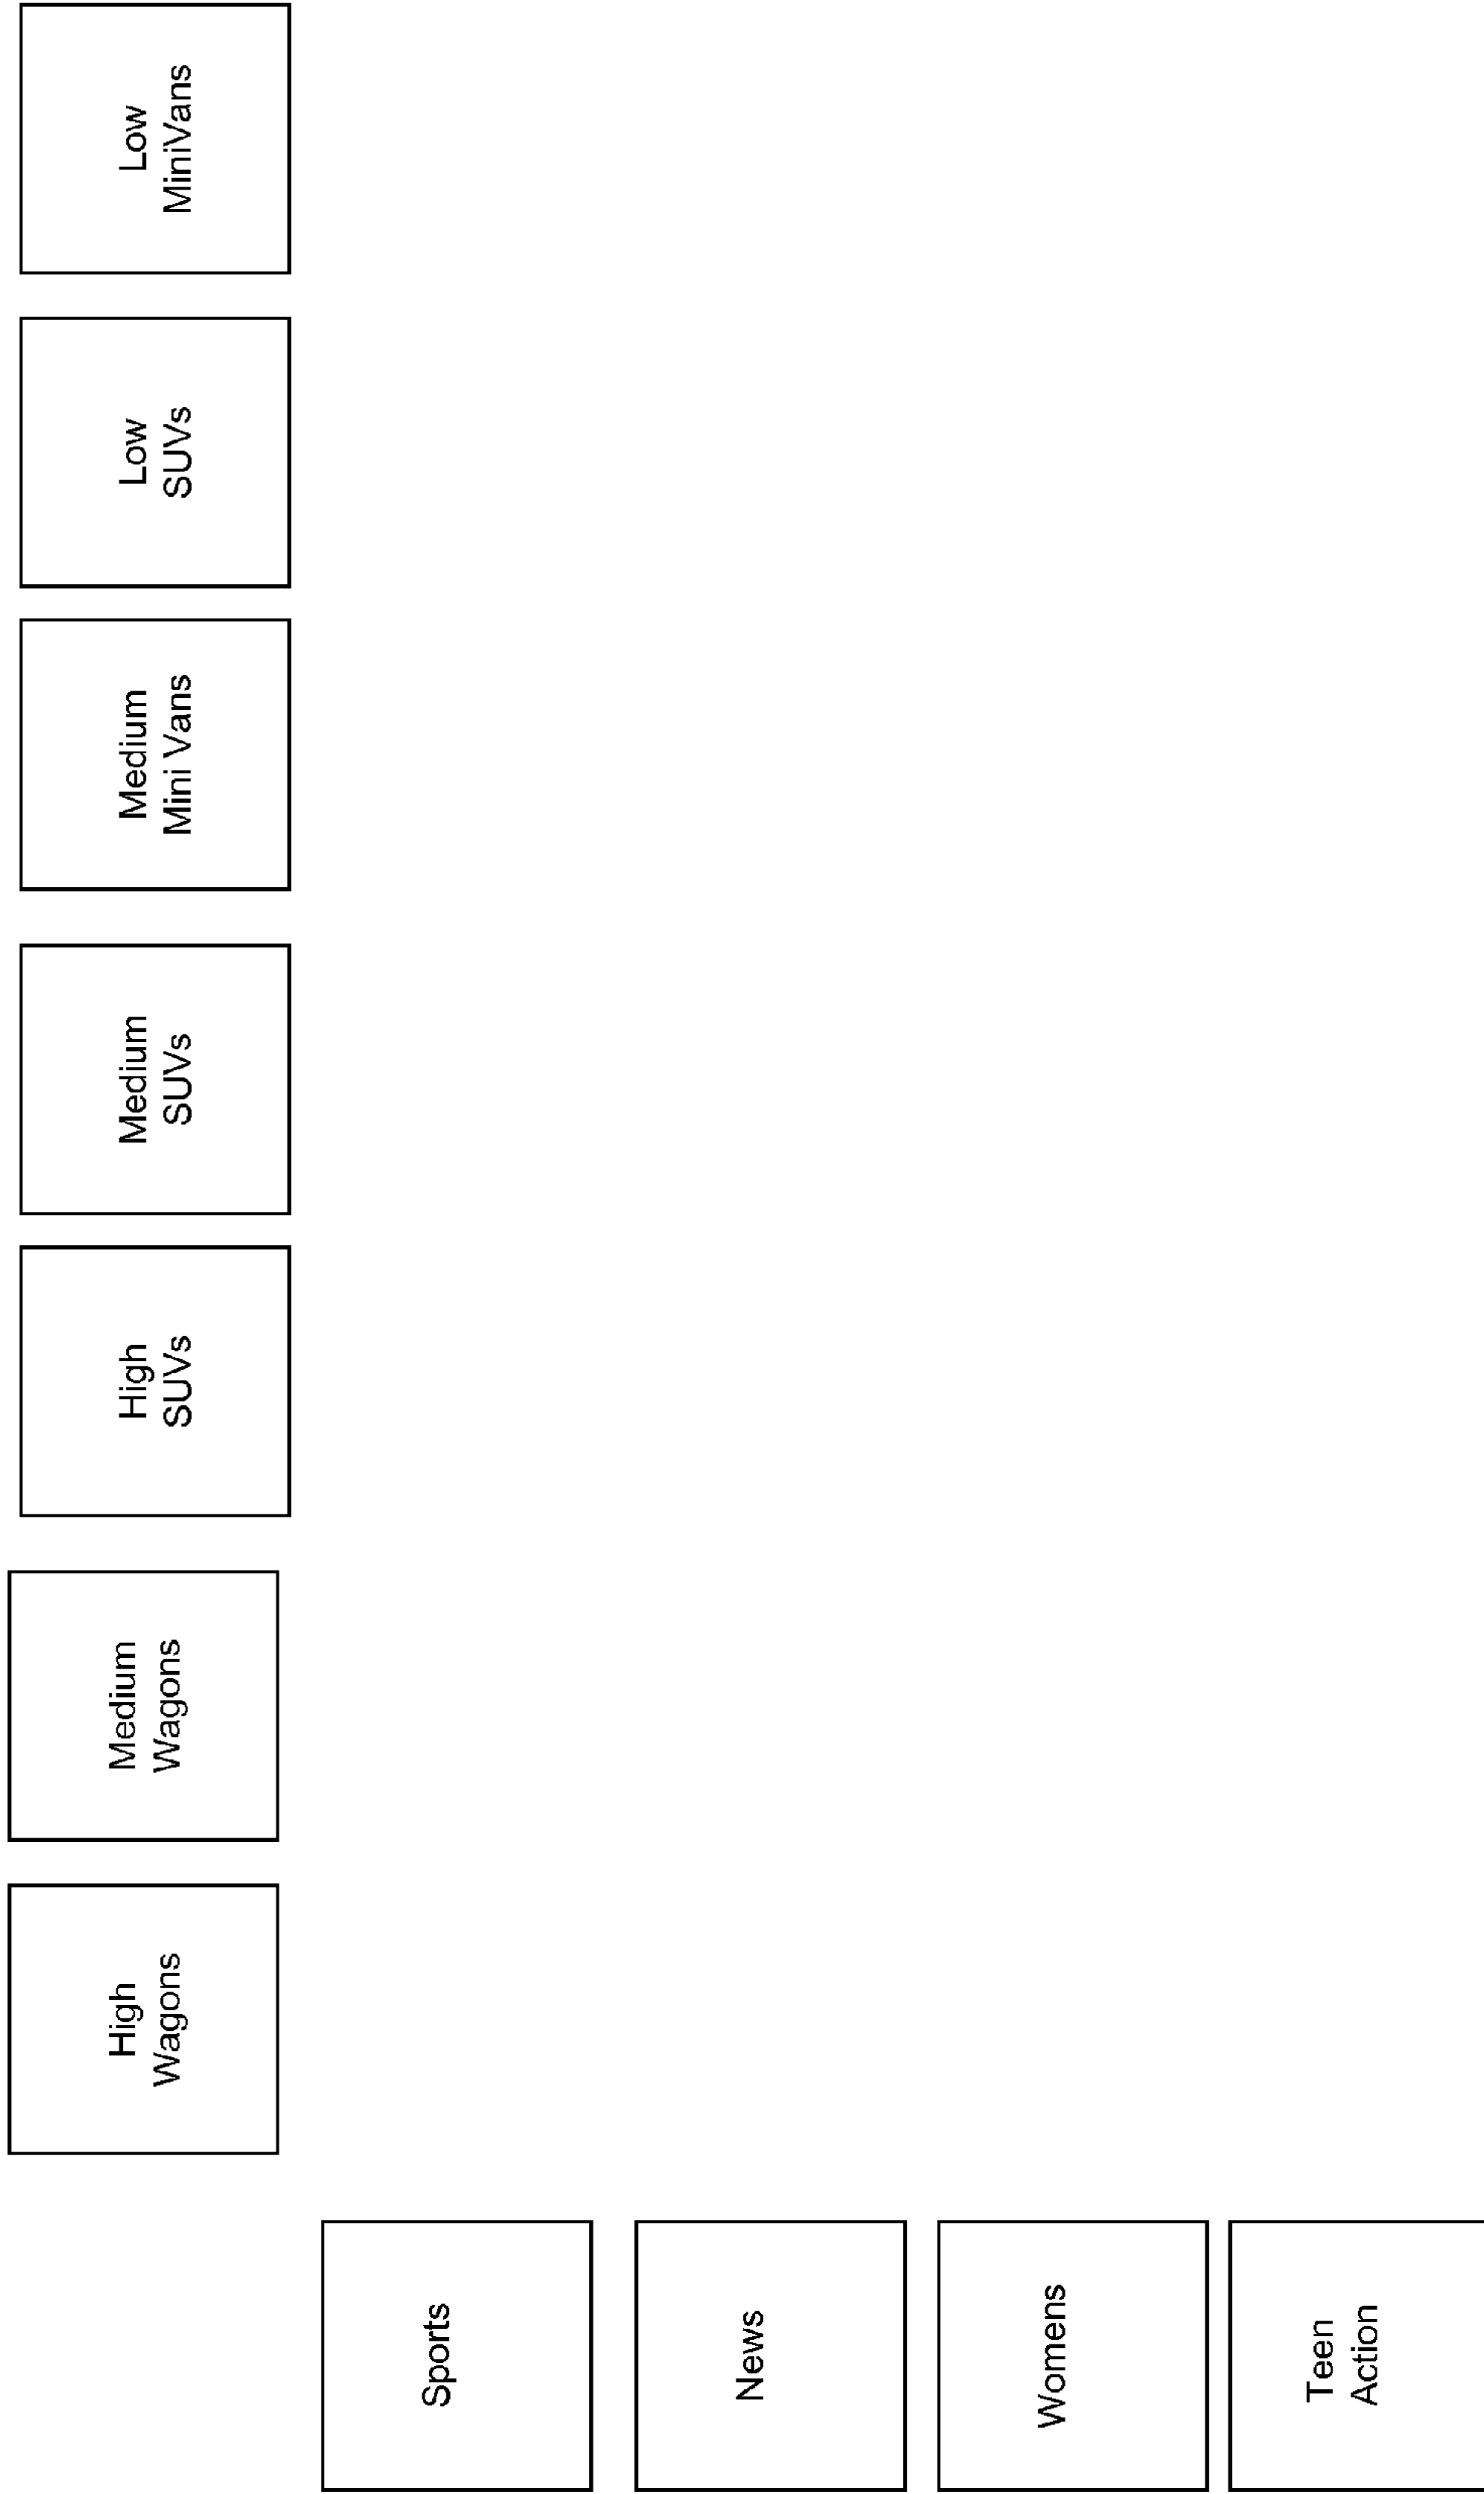 High
Wagons
Medium
Wagons
High
SUVs
Medium
SUVs
Medium
Mini Vans
Low
SUVs
Low
MiniVans
Sports
News
Womens
Teen
Action